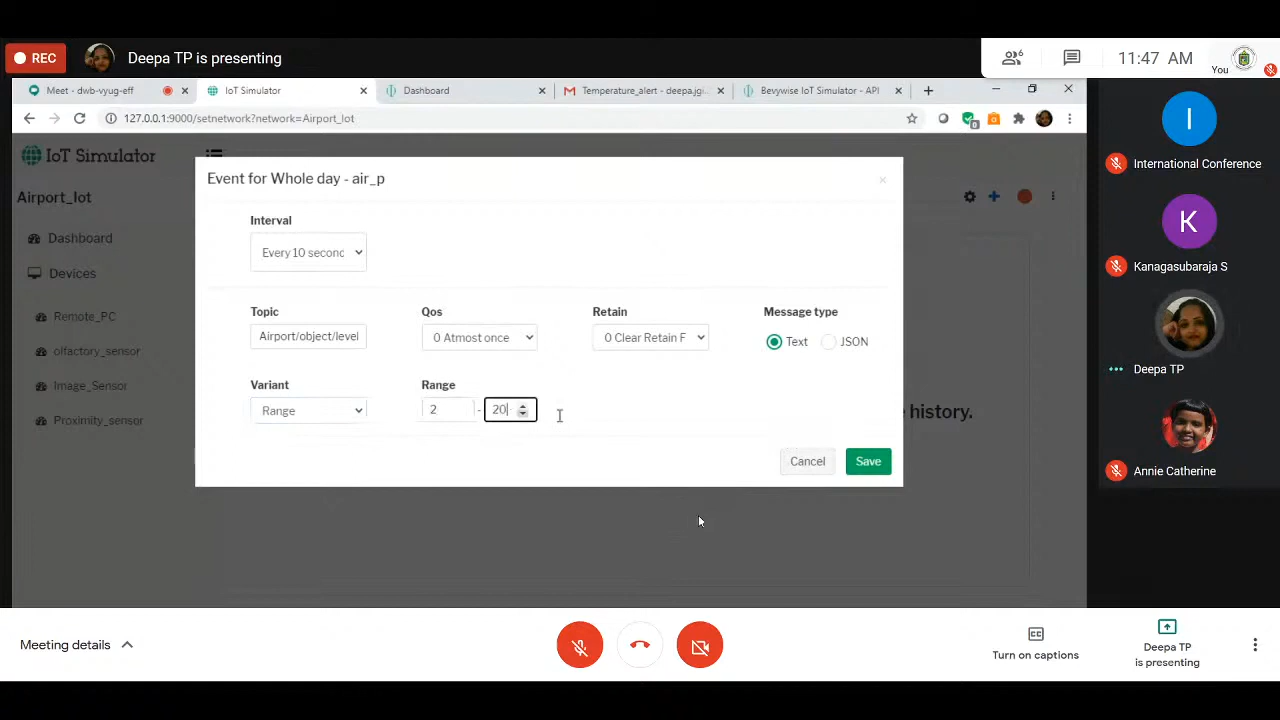 REC
Deepa TP is presenting
6
11:47 AM
You
Meet - dwb-vyug-eff
IoT Simulator
Dashboard
Temperature_alert - deepa.jgi
Bevywise IoT Simulator - API
127.0.0.1:9000/setnetwork?network=Airport_Iot
IoT Simulator
Airport_Iot
Dashboard
Devices
Remote_PC
olfactory_sensor
Image_Sensor
Proximity_sensor
Event for Whole day - air_p
×
Interval
Every 10 second
Topic
Qos
Retain
Message type
Airport/object/level
0 Atmost once
0 Clear Retain F
Text
JSON
Variant
Range
Range
2
-
20
e history.
Cancel
Save
I
International Conference
K
Kanagasubaraja S
Deepa TP
Annie Catherine
Meeting details
CC
Turn on captions
Deepa TP
is presenting